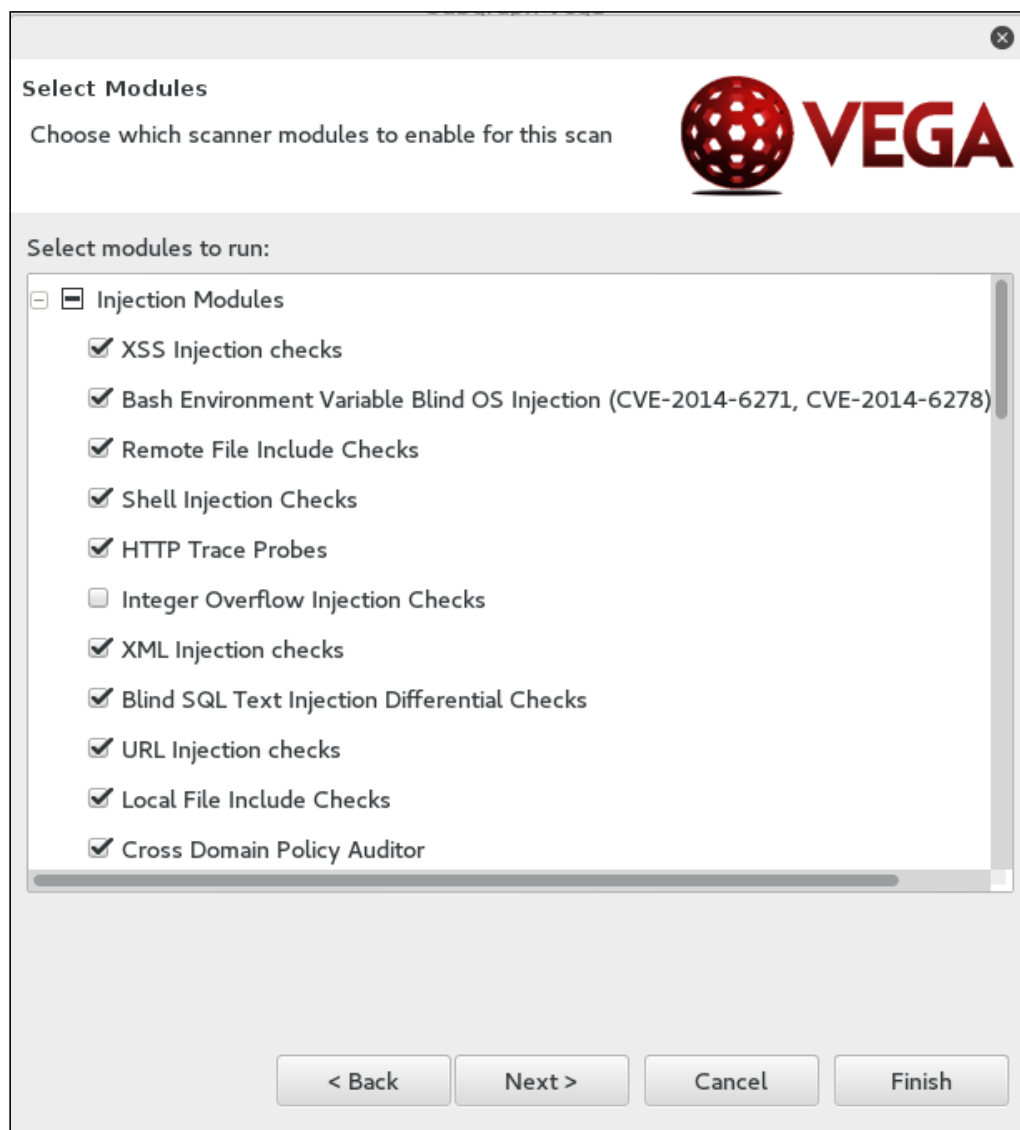 Select Modules
Choose which scanner modules to enable for this scan
VEGA
Select modules to run:
Injection Modules
XSS Injection checks
Bash Environment Variable Blind OS Injection (CVE-2014-6271, CVE-2014-6278)
Remote File Include Checks
Shell Injection Checks
HTTP Trace Probes
Integer Overflow Injection Checks
XML Injection checks
Blind SQL Text Injection Differential Checks
URL Injection checks
Local File Include Checks
Cross Domain Policy Auditor
< Back
Next >
Cancel
Finish